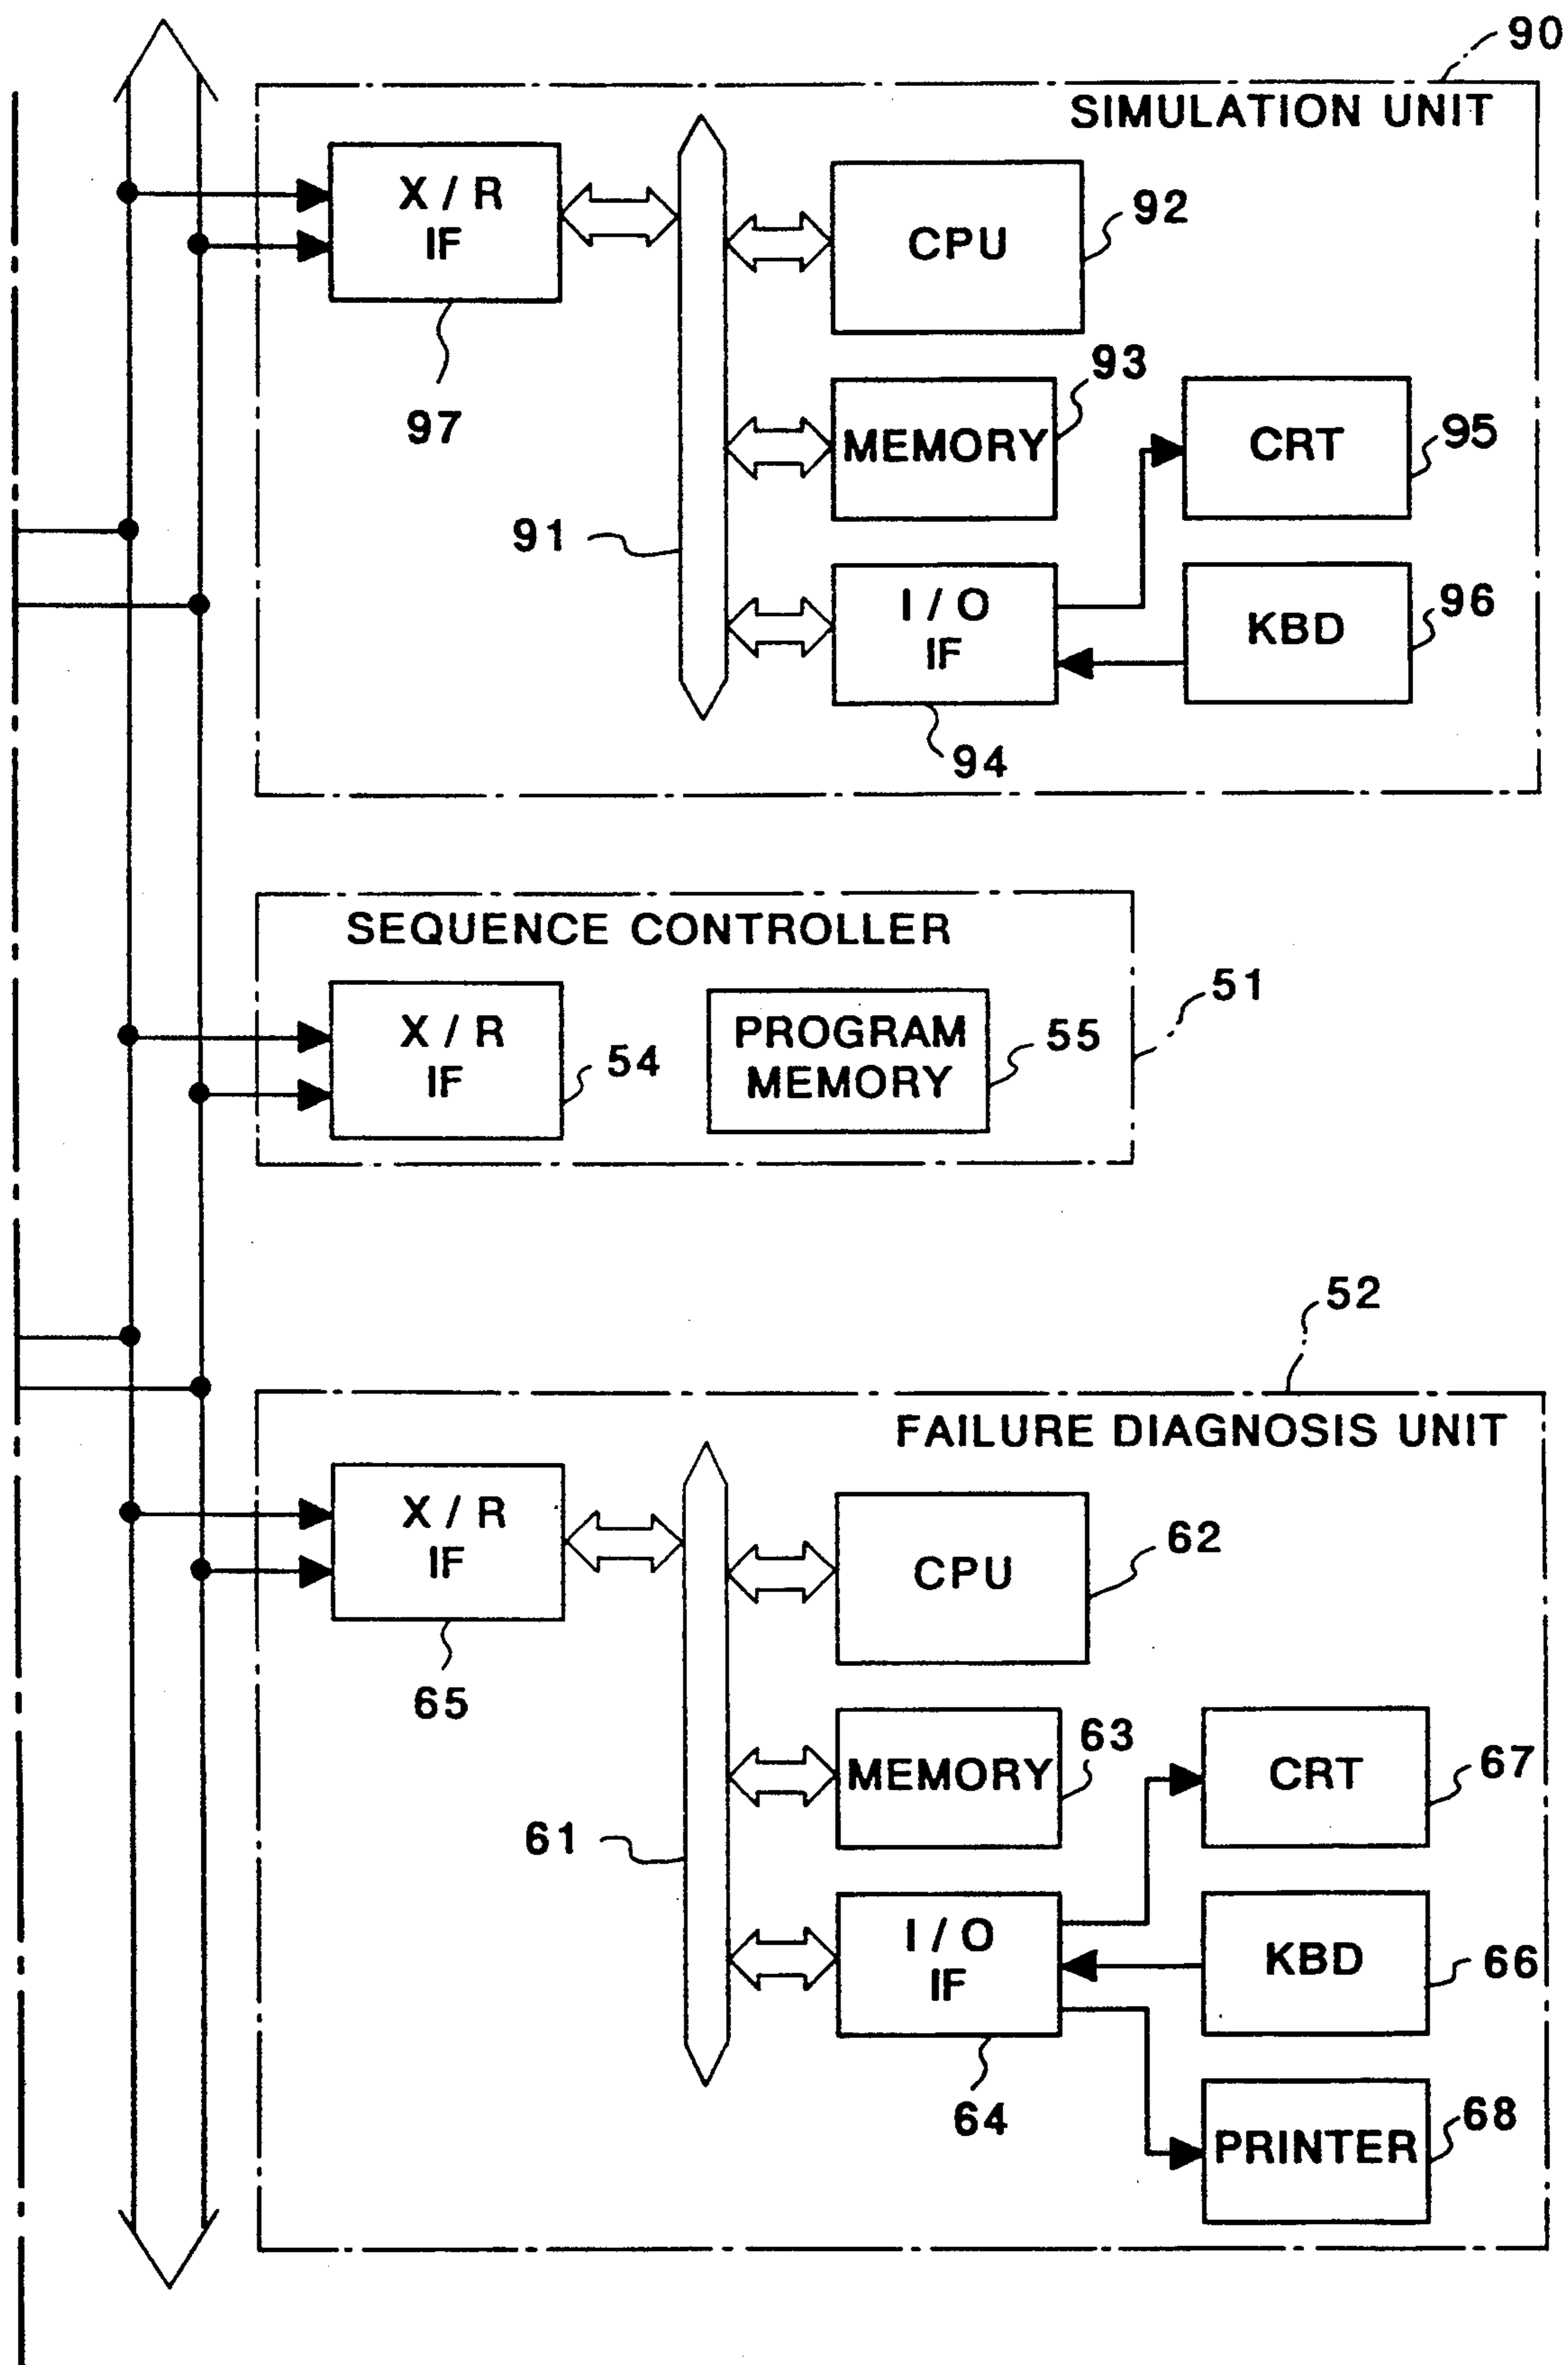 90
SIMULATION UNIT
X / R
IF
97
91
CPU
92
MEMORY
93
CRT
95
I / O
IF
94
KBD
96
SEQUENCE CONTROLLER
51
X / R
IF
54
PROGRAM
MEMORY
55
52
FAILURE DIAGNOSIS UNIT
X / R
IF
65
61
CPU
62
MEMORY
63
CRT
67
I / O
IF
64
KBD
66
PRINTER
68